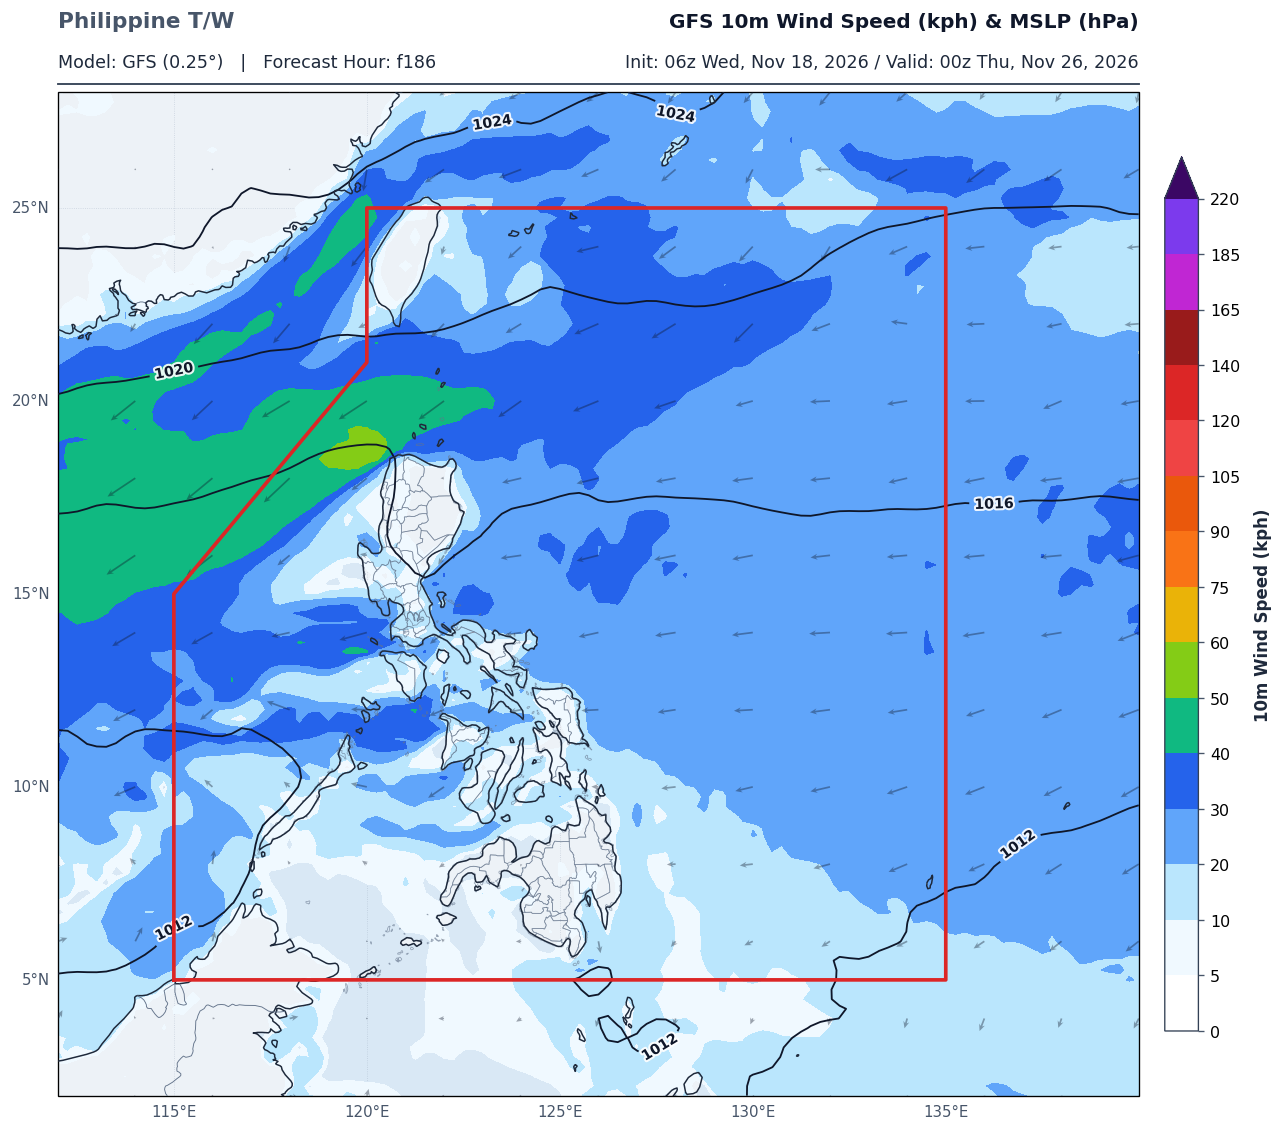 Philippine T/W
GFS 10m Wind Speed (kph) & MSLP (hPa)
Model: GFS (0.25°)   |   Forecast Hour: f186
Init: 06z Wed, Nov 18, 2026 / Valid: 00z Thu, Nov 26, 2026
1024
1024
1020
1016
1012
1012
1012
25°N
20°N
15°N
10°N
5°N
115°E
120°E
125°E
130°E
135°E
220
185
165
140
120
105
90
75
60
50
40
30
20
10
5
0
10m Wind Speed (kph)